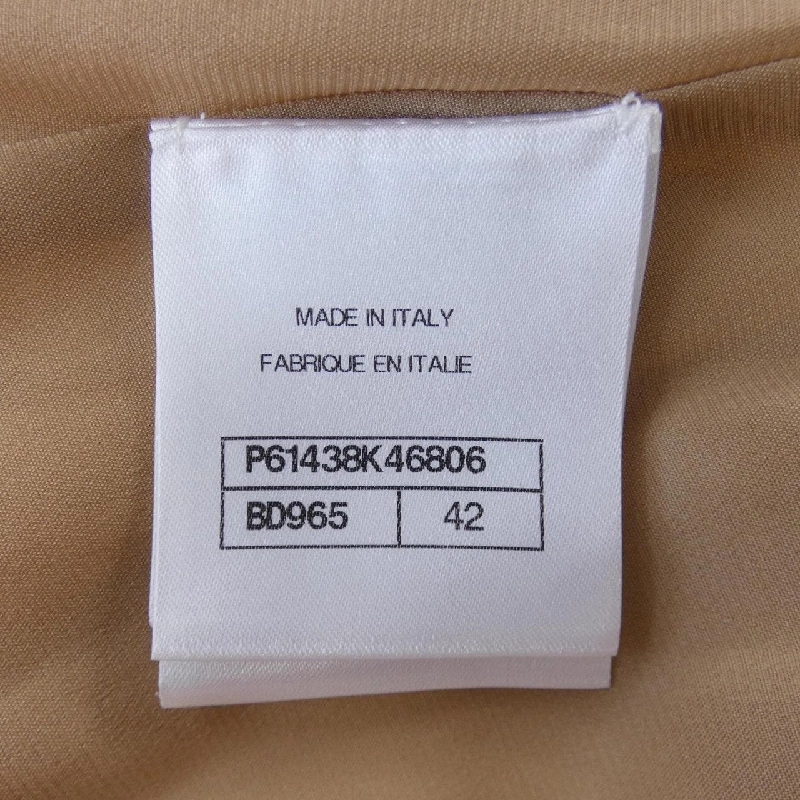 MADE IN ITALY
FABRIQUE EN ITALIE
P61438K46806
BD965 42